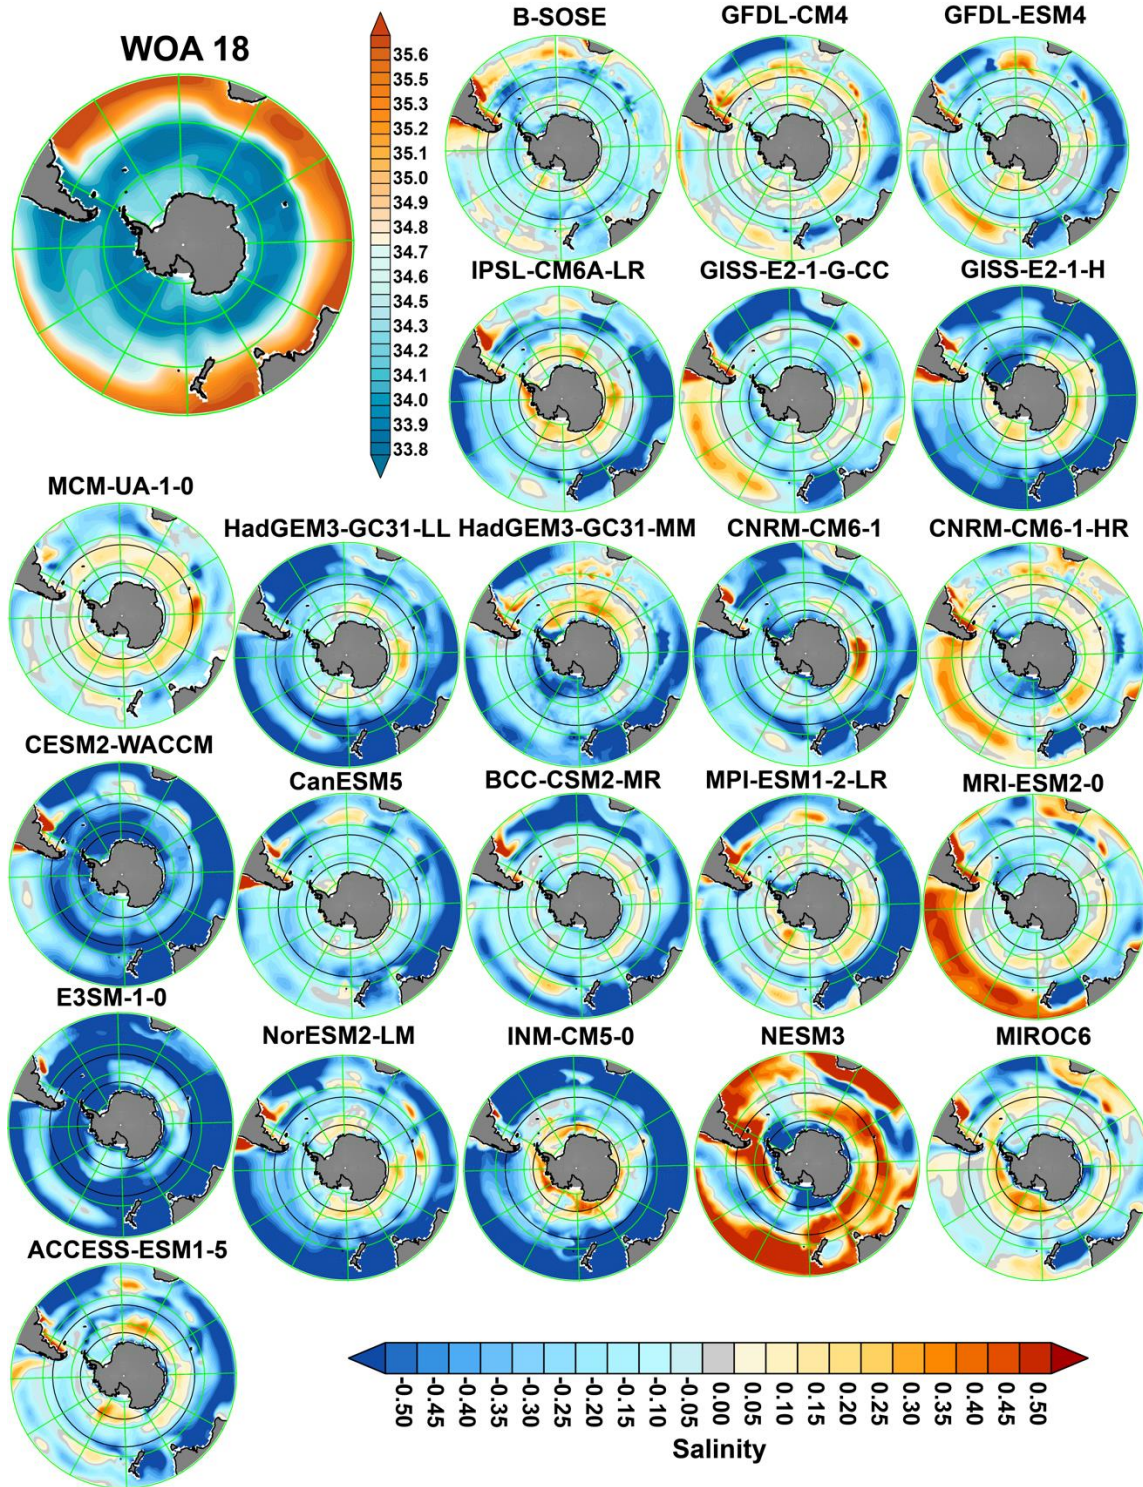 WOA 18
35.6
35.5
35.3
35.2
35.1
35.0
34.9
34.8
34.7
34.6
34.5
34.3
34.2
34.1
34.0
33.9
33.8
B-SOSE
GFDL-CM4
GFDL-ESM4
IPSL-CM6A-LR
GISS-E2-1-G-CC
GISS-E2-1-H
MCM-UA-1-0
HadGEM3-GC31-LL
HadGEM3-GC31-MM
CNRM-CM6-1
CNRM-CM6-1-HR
CESM2-WACCM
CanESM5
BCC-CSM2-MR
MPI-ESM1-2-LR
MRI-ESM2-0
E3SM-1-0
NorESM2-LM
INM-CM5-0
NESM3
MIROC6
ACCESS-ESM1-5
-0.50
-0.45
-0.40
-0.35
-0.30
-0.25
-0.20
-0.15
-0.10
-0.05
0.00
0.05
0.10
0.15
0.20
0.25
0.30
0.35
0.40
0.45
0.50
Salinity